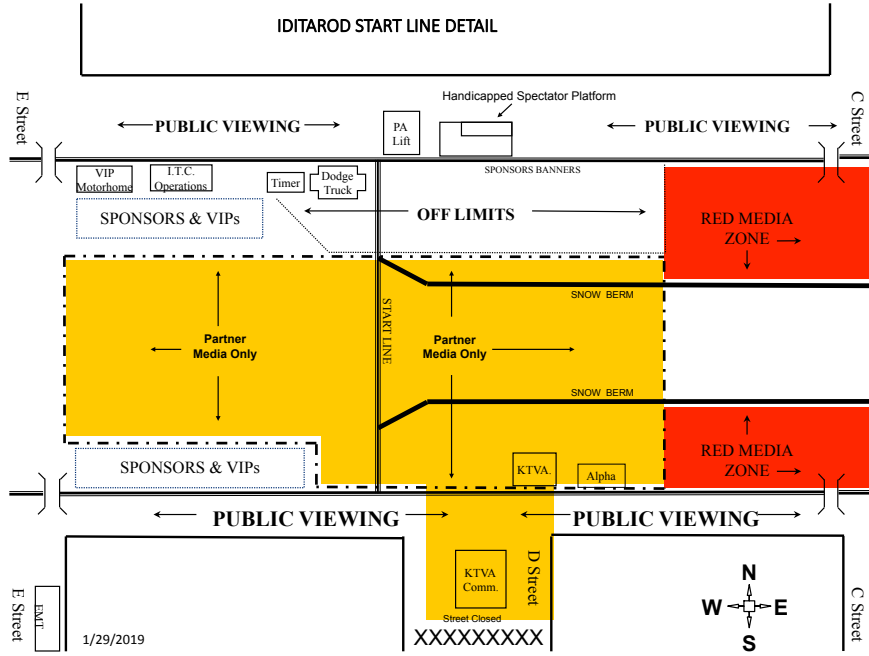 IDITAROD START LINE DETAIL
Handicapped Spectator Platform
E Street
C Street
PUBLIC VIEWING
PA
Lift
PUBLIC VIEWING
SPONSORS BANNERS
VIP
Motorhome
I.T.C.
Operations
Timer
Dodge
Truck
SPONSORS & VIPs
OFF LIMITS
RED MEDIA
ZONE
SNOW BERM
START LINE
Partner
Media Only
Partner
Media Only
SNOW BERM
SPONSORS & VIPs
KTVA.
Alpha
RED MEDIA
ZONE
PUBLIC VIEWING
PUBLIC VIEWING
E Street
EMT
KTVA
Comm.
D Street
C Street
Street Closed
XXXXXXXXX
1/29/2019
N
W
E
S